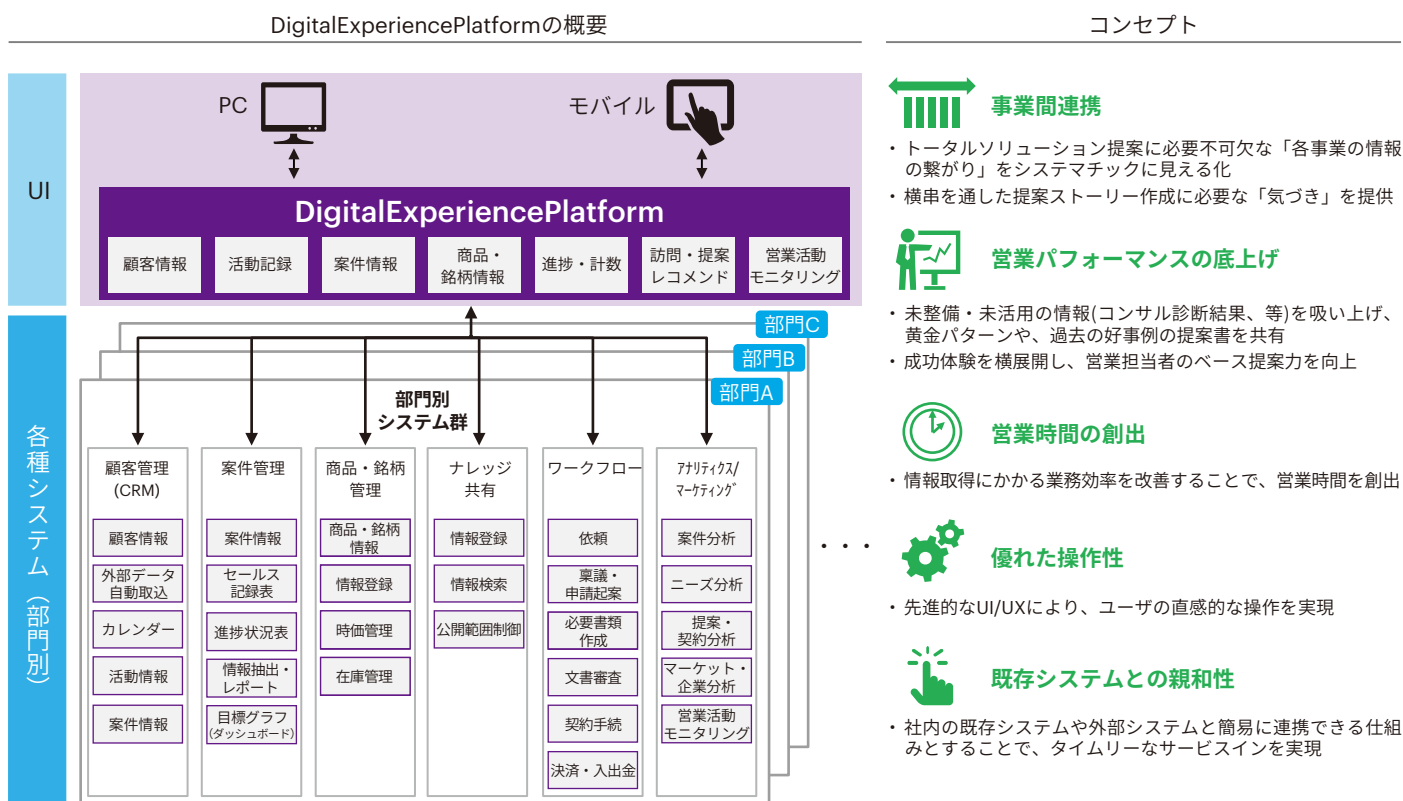 DigitalExperiencePlatformの概要
コンセプト
UI
PC
モバイル
DigitalExperiencePlatform
顧客情報
活動記録
案件情報
商品・
銘柄情報
進捗・計数
訪問・提案
レコメンド
営業活動
モニタリング
各種システム（部門別）
部門C
部門B
部門A
部門別
システム群
顧客管理
(CRM)
顧客情報
外部データ
自動取込
カレンダー
活動情報
案件情報
案件管理
案件情報
セールス
記録表
進捗状況表
情報抽出・
レポート
目標グラフ
(ダッシュボード)
商品・銘柄
管理
商品・銘柄
情報
情報登録
時価管理
在庫管理
ナレッジ
共有
情報登録
情報検索
公開範囲制御
ワークフロー
依頼
稟議・
申請起案
必要書類
作成
文書審査
契約手続
決済・入出金
ｱﾅﾘﾃｨｸｽ/
ﾏｰｹﾃｨﾝｸﾞ
案件分析
ニーズ分析
提案・
契約分析
マーケット・
企業分析
営業活動
モニタリング
・・・
事業間連携
・トータルソリューション提案に必要不可欠な「各事業の情報
の繋がり」をシステマチックに見える化
・横串を通した提案ストーリー作成に必要な「気づき」を提供
営業パフォーマンスの底上げ
・未整備・未活用の情報(コンサル診断結果、等)を吸い上げ、
黄金パターンや、過去の好事例の提案書を共有
・成功体験を横展開し、営業担当者のベース提案力を向上
営業時間の創出
・情報取得にかかる業務効率を改善することで、営業時間を創出
優れた操作性
・先進的なUI/UXにより、ユーザの直感的な操作を実現
既存システムとの親和性
・社内の既存システムや外部システムと簡易に連携できる仕組
みとすることで、タイムリーなサービスインを実現